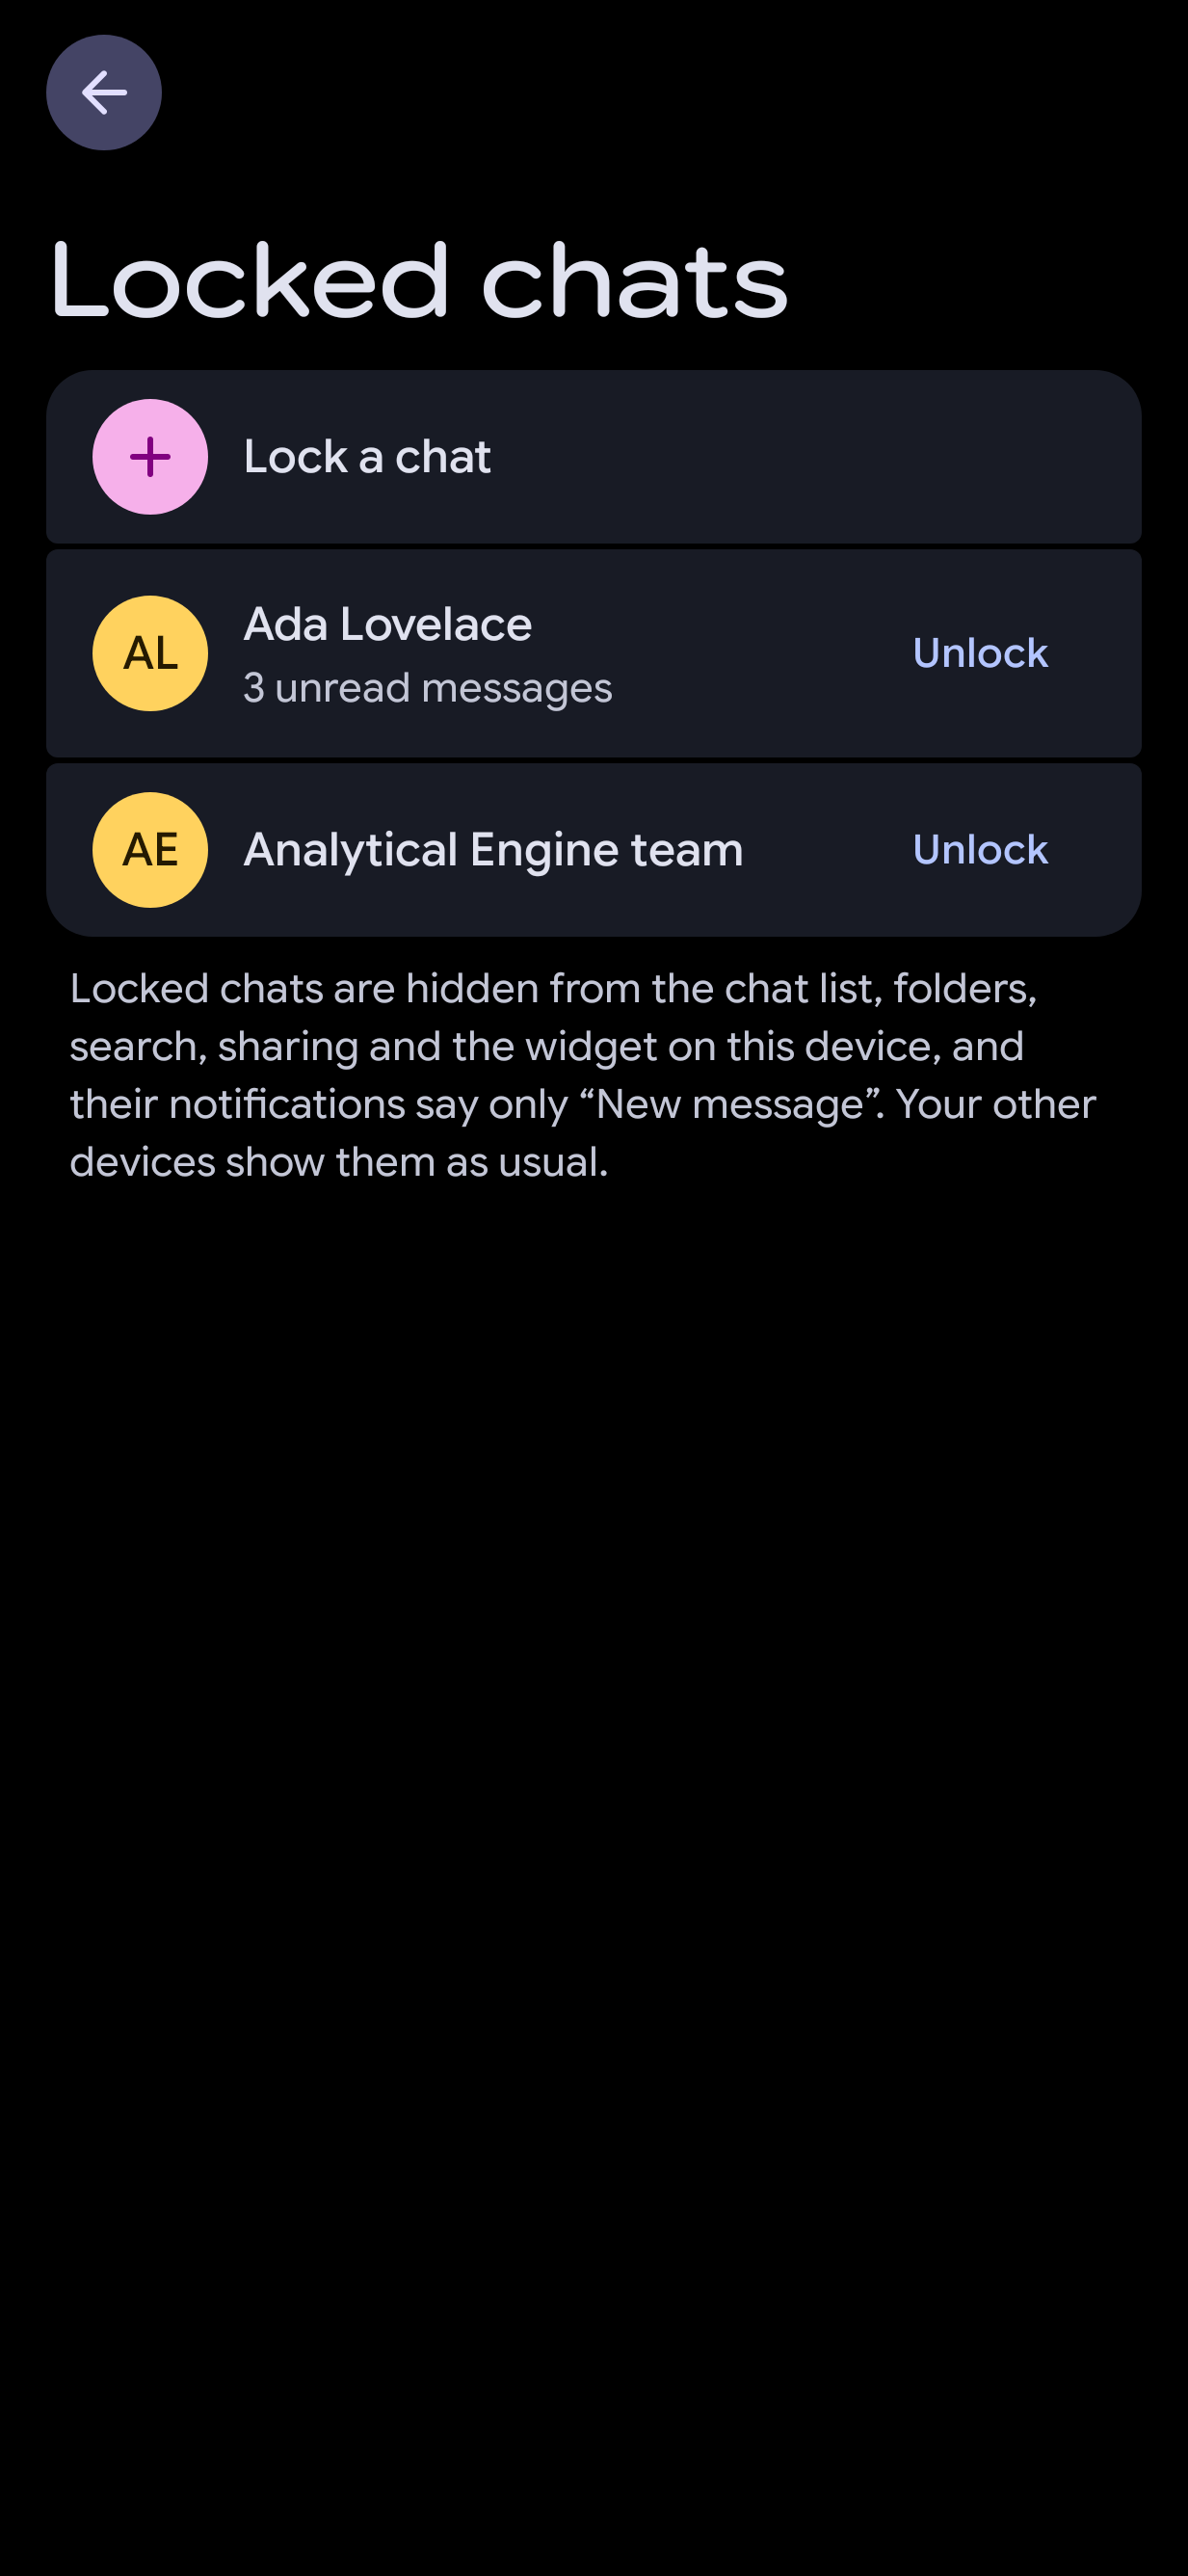 Locked chats
Lock a chat
AL
Ada Lovelace
3 unread messages
Unlock
AE
Analytical Engine team
Unlock
Locked chats are hidden from the chat list, folders,
search, sharing and the widget on this device, and
their notifications say only “New message”. Your other
devices show them as usual.